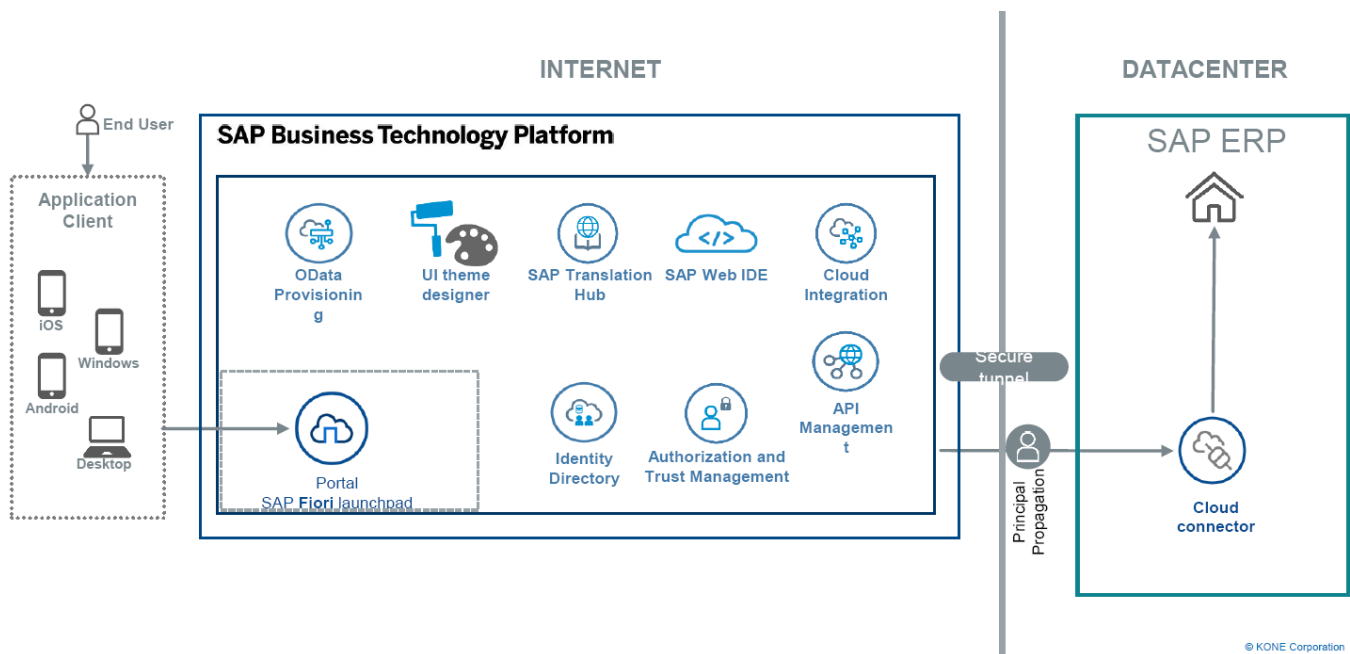 INTERNET
DATACENTER
End User
SAP Business Technology Platform
SAP ERP
Application
Client
OData
Provisionin
g
UI theme
designer
SAP Translation
Hub
SAP Web IDE
Cloud
Integration
iOS
Windows
Android
Desktop
Secure
tunnel
API
Managemen
t
Identity
Directory
Authorization and
Trust Management
Portal
SAP Fiori launchpad
Principal
Propagation
Cloud
connector
© KONE Corporation